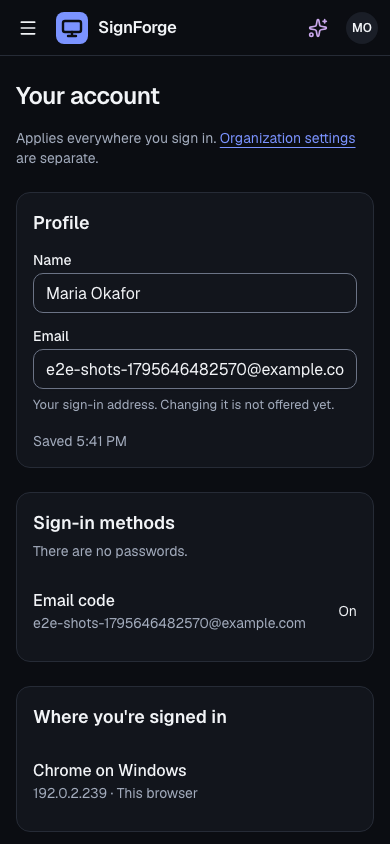 SignForge
MO
Your account
Applies everywhere you sign in. Organization settings
are separate.
Profile
Name
Maria Okafor
Email
e2e-shots-1795646482570@example.co
Your sign-in address. Changing it is not offered yet.
Saved 5:41 PM
Sign-in methods
There are no passwords.
Email code
On
e2e-shots-1795646482570@example.com
Where you're signed in
Chrome on Windows
192.0.2.239 · This browser